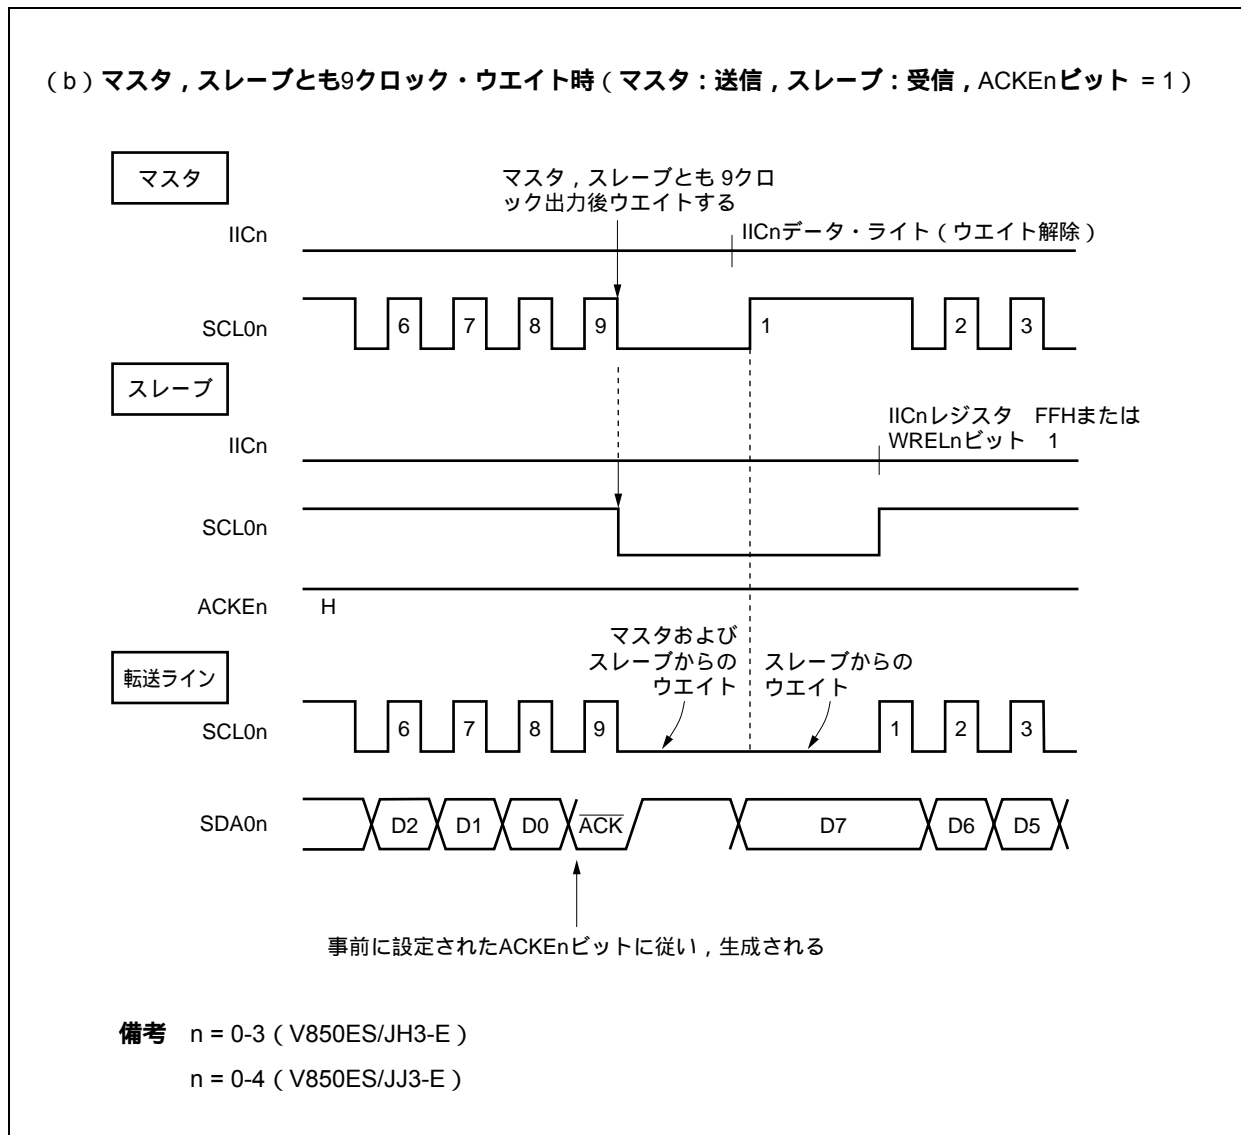 (b)マスタ，スレーブとも9クロック・ウエイト時（マスタ：送信，スレーブ：受信，ACKEnビット = 1）
マスタ
マスタ，スレーブとも 9クロ
ック出力後ウエイトする
IICn
IICnデータ・ライト（ウエイト解除）
SCL0n
6 7 8 9 1 2 3
スレーブ
IICnレジスタ　FFHまたは
WRELnビット　1
IICn
SCL0n
ACKEn H
マスタおよび
スレーブからの
ウエイト
スレーブからの
ウエイト
転送ライン
SCL0n
6 7 8 9 1 2 3
SDA0n
D2 D1 D0 ACK D7 D6 D5
事前に設定されたACKEnビットに従い，生成される
備考 n = 0-3（V850ES/JH3-E）
n = 0-4（V850ES/JJ3-E）